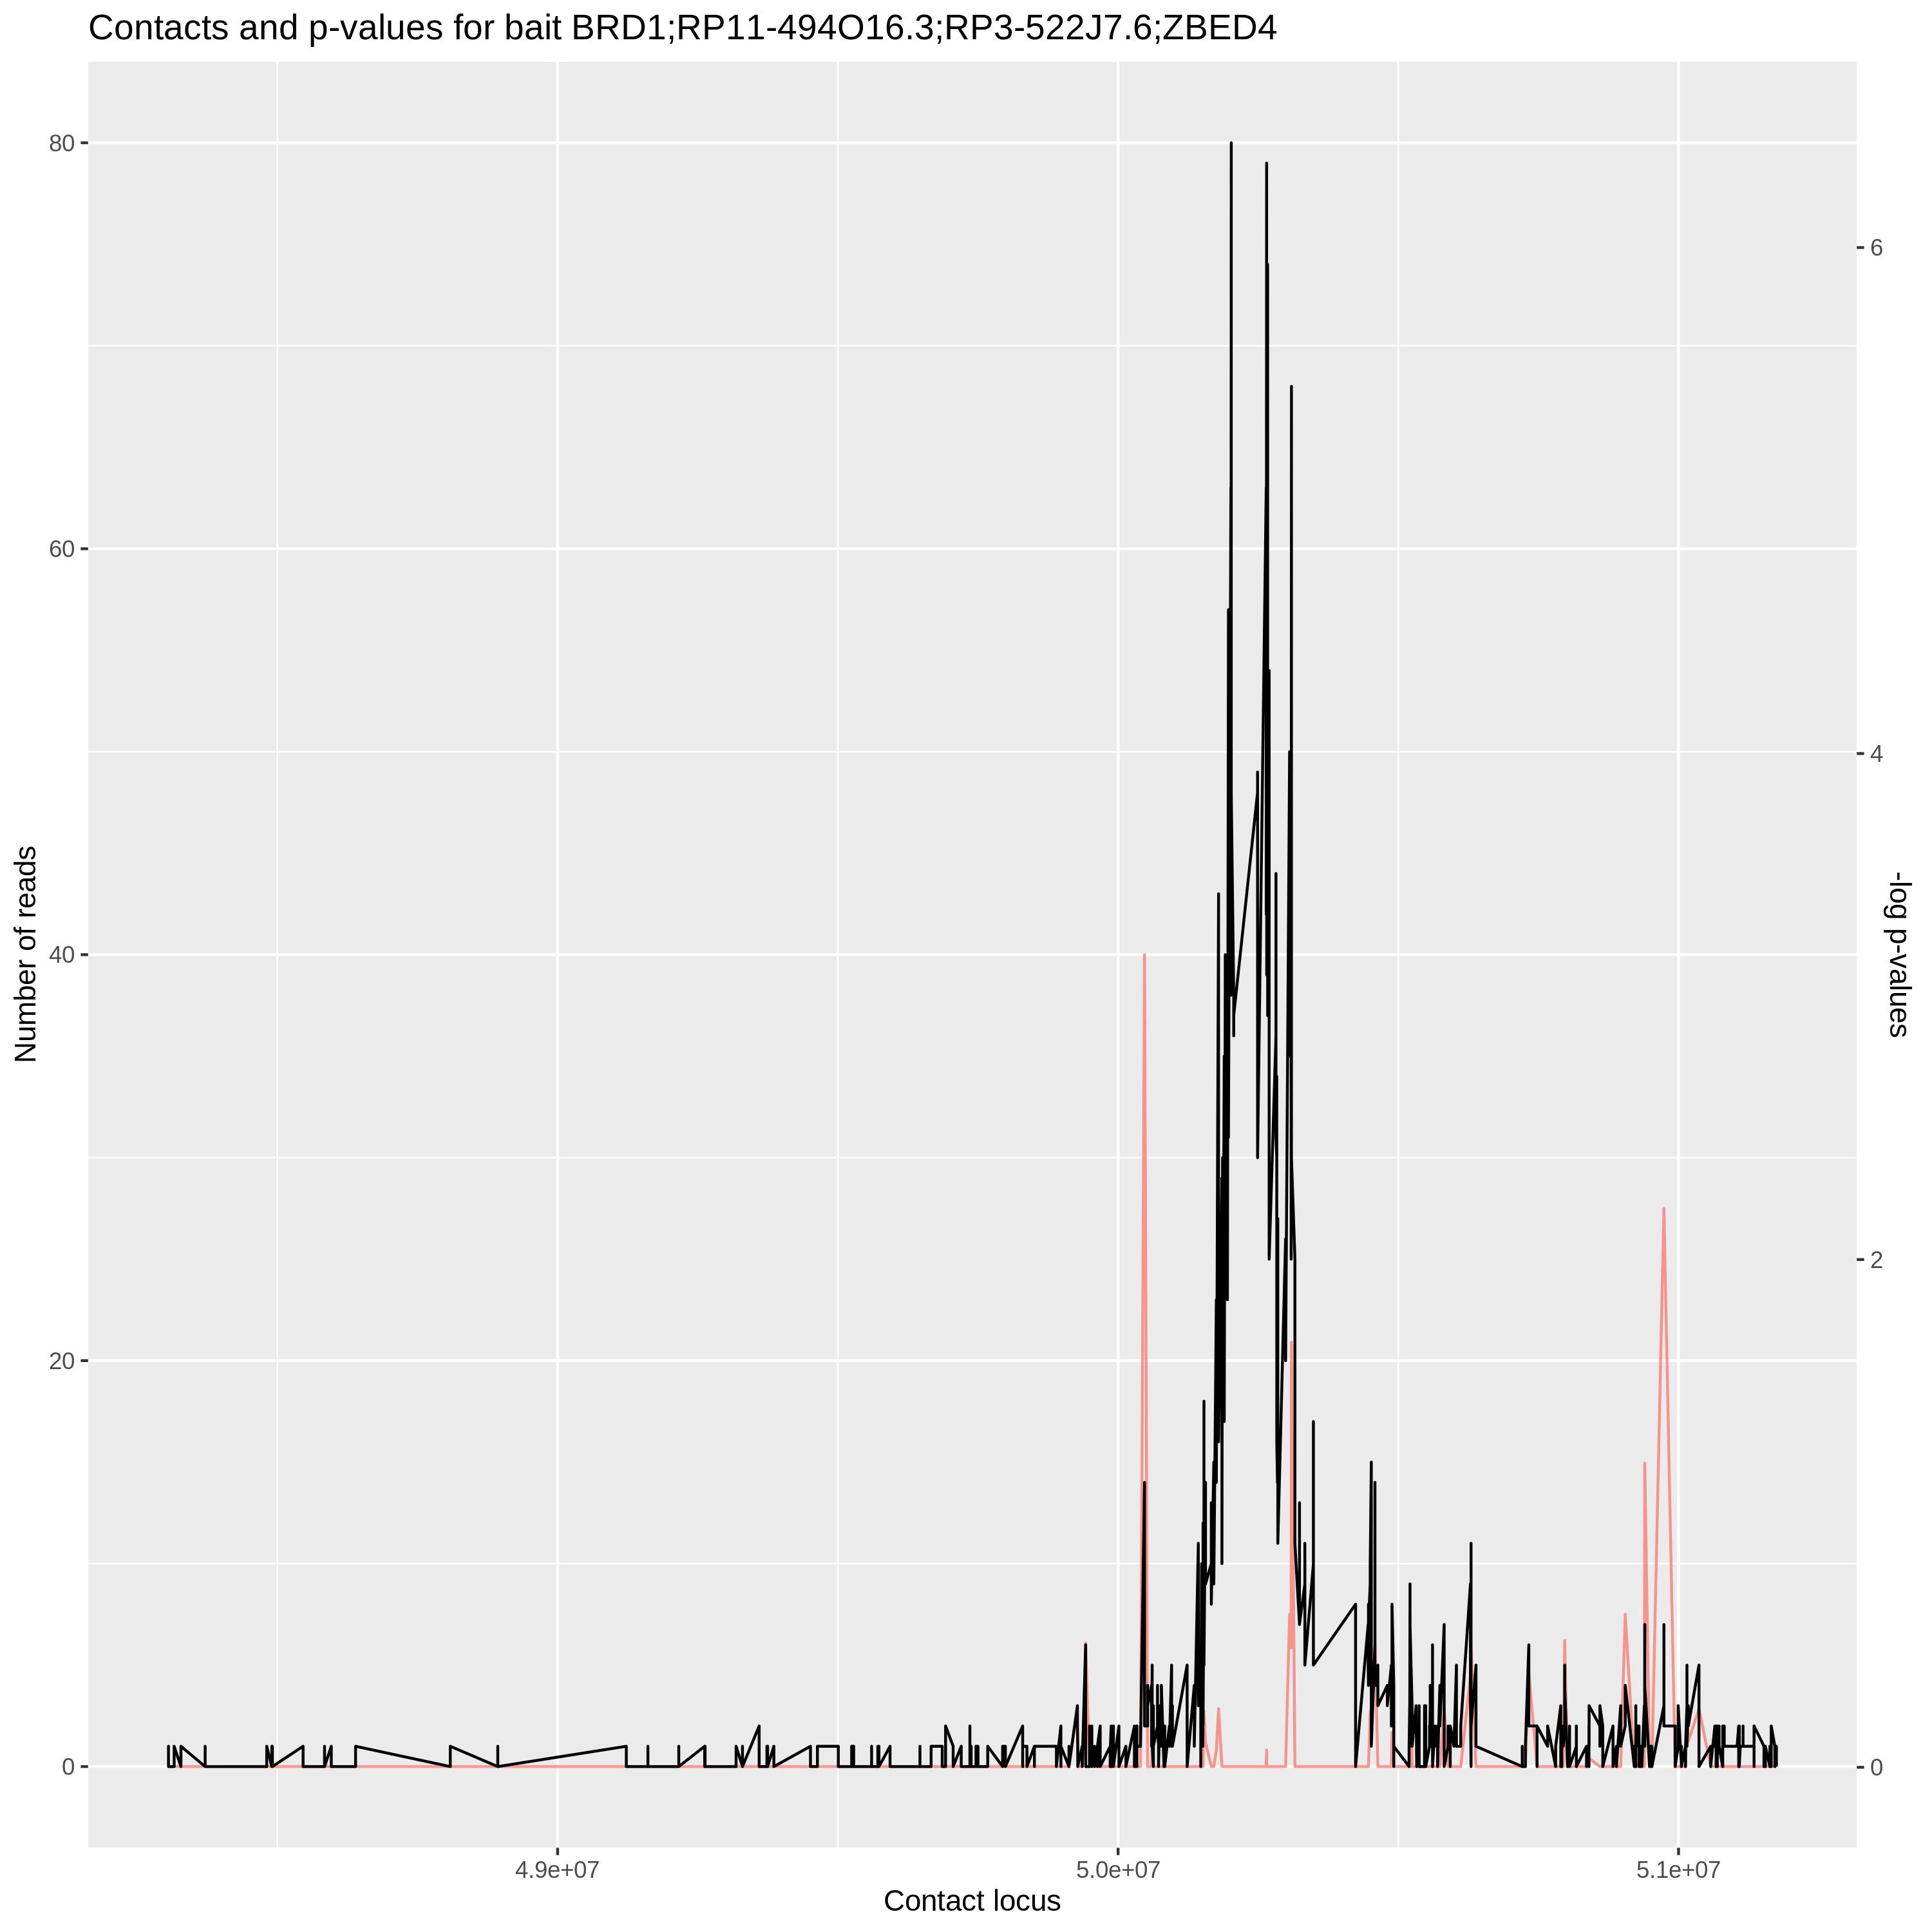 Contacts and p-values for bait BRD1;RP11-494O16.3;RP3-522J7.6;ZBED4
80
60
40
20
0
Number of reads
6
4
2
0
-log p-values
4.9e+07
5.0e+07
5.1e+07
Contact locus